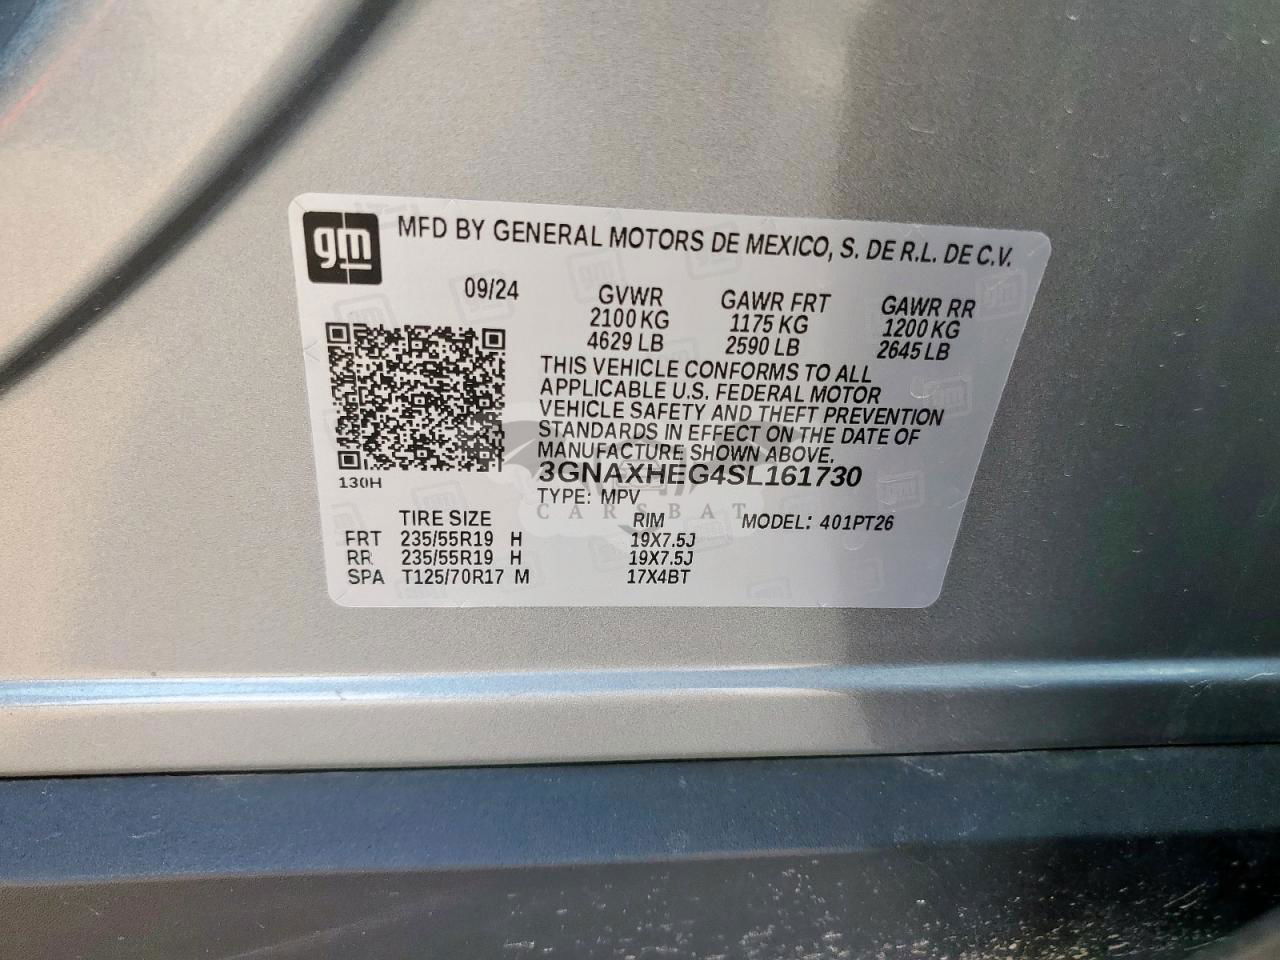 gm
MFD BY GENERAL MOTORS DE MEXICO, S. DE R.L. DE C.V.
09/24 GVWR GAWR FRT GAWR RR
2100 KG 1175 KG 1200 KG
4629 LB 2590 LB 2645 LB
THIS VEHICLE CONFORMS TO ALL
APPLICABLE U.S. FEDERAL MOTOR
VEHICLE SAFETY AND THEFT PREVENTION
STANDARDS IN EFFECT ON THE DATE OF
MANUFACTURE SHOWN ABOVE.
3GNAXHEG4SL161730
130H
TYPE: MPV
CARSBAT
TIRE SIZE RIM MODEL: 401PT26
FRT 235/55R19 H 19X7.5J
RR 235/55R19 H 19X7.5J
SPA T125/70R17 M 17X4BT